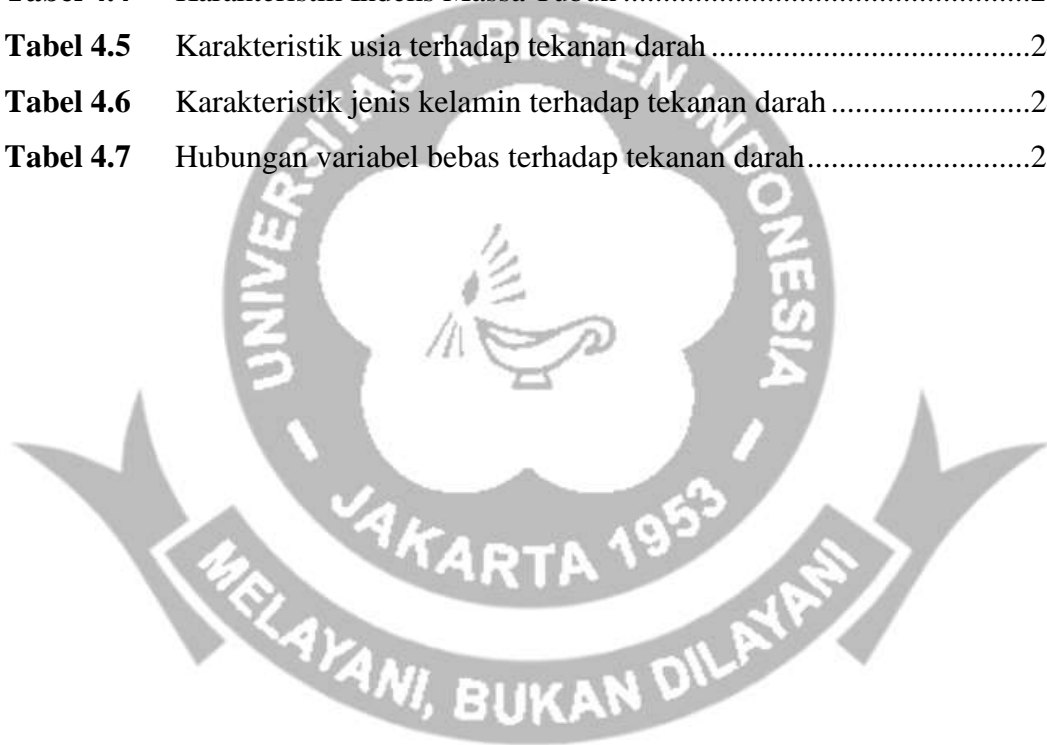 Tabel 4.5 Karakteristik usia terhadap tekanan darah ............................................2
Tabel 4.6 Karakteristik jenis kelamin terhadap tekanan darah ............................2
Tabel 4.7 Hubungan variabel bebas terhadap tekanan darah ...............................2
UNIVERSITAS KRISTEN INDONESIA
JAKARTA 1953
MELAYANI, BUKAN DILAYANI